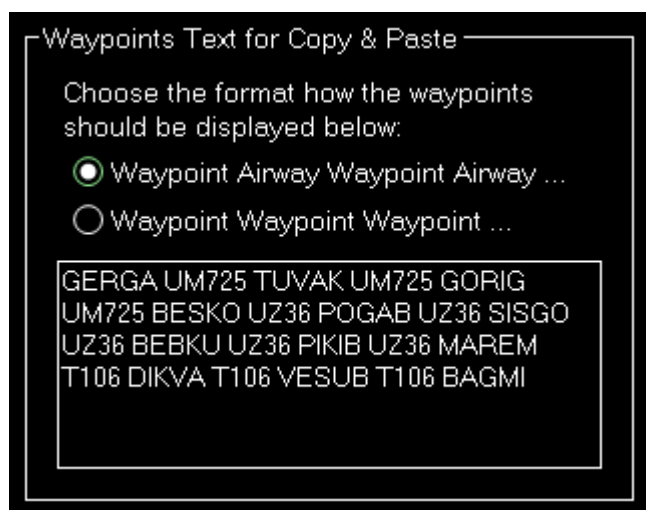 Waypoints Text for Copy & Paste
Choose the format how the waypoints
should be displayed below:
Waypoint Airway Waypoint Airway ...
Waypoint Waypoint Waypoint ...
GERGA UM725 TUVAK UM725 GORIG
UM725 BESKO UZ36 POGAB UZ36 SISGO
UZ36 BEBKU UZ36 PIKIB UZ36 MAREM
T106 DIKVA T106 VESUB T106 BAGMI